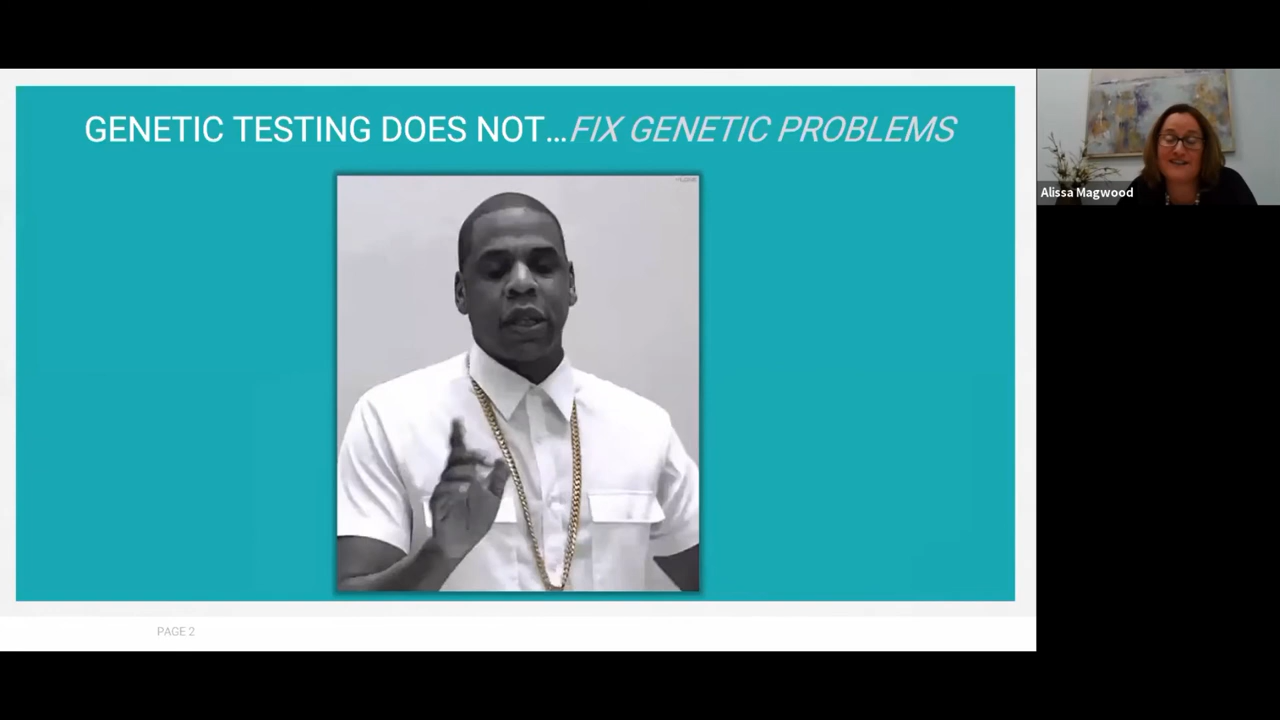 GENETIC TESTING DOES NOT...FIX GENETIC PROBLEMS
Alissa Magwood
PAGE 2